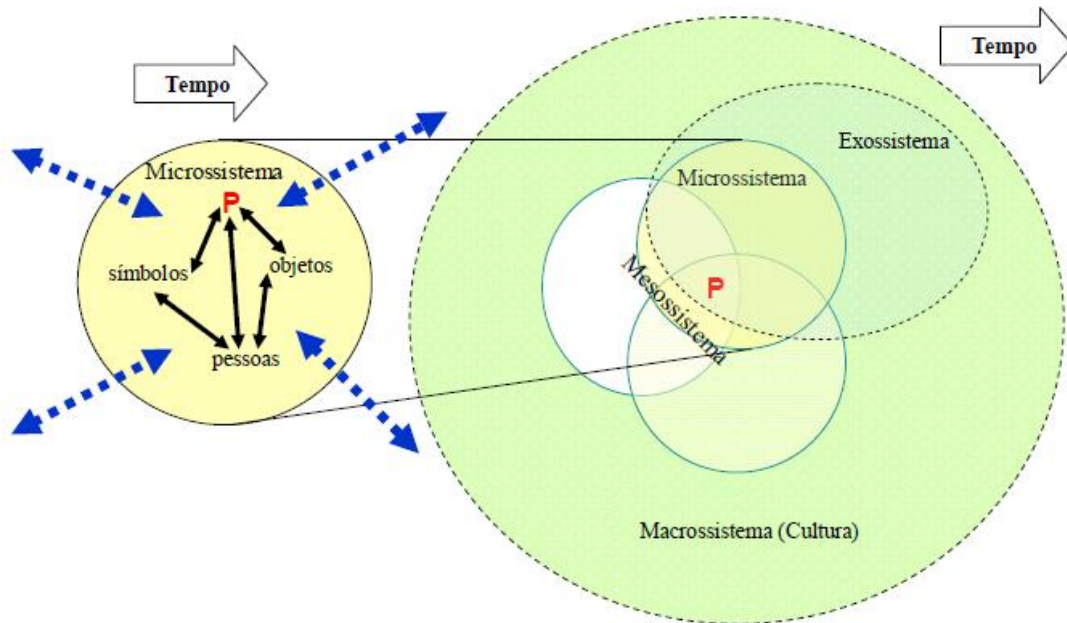 Tempo
Microssistema
P
símbolos
objetos
pessoas
Tempo
Exossistema
Microssistema
P
Mesossistema
Macrossistema (Cultura)